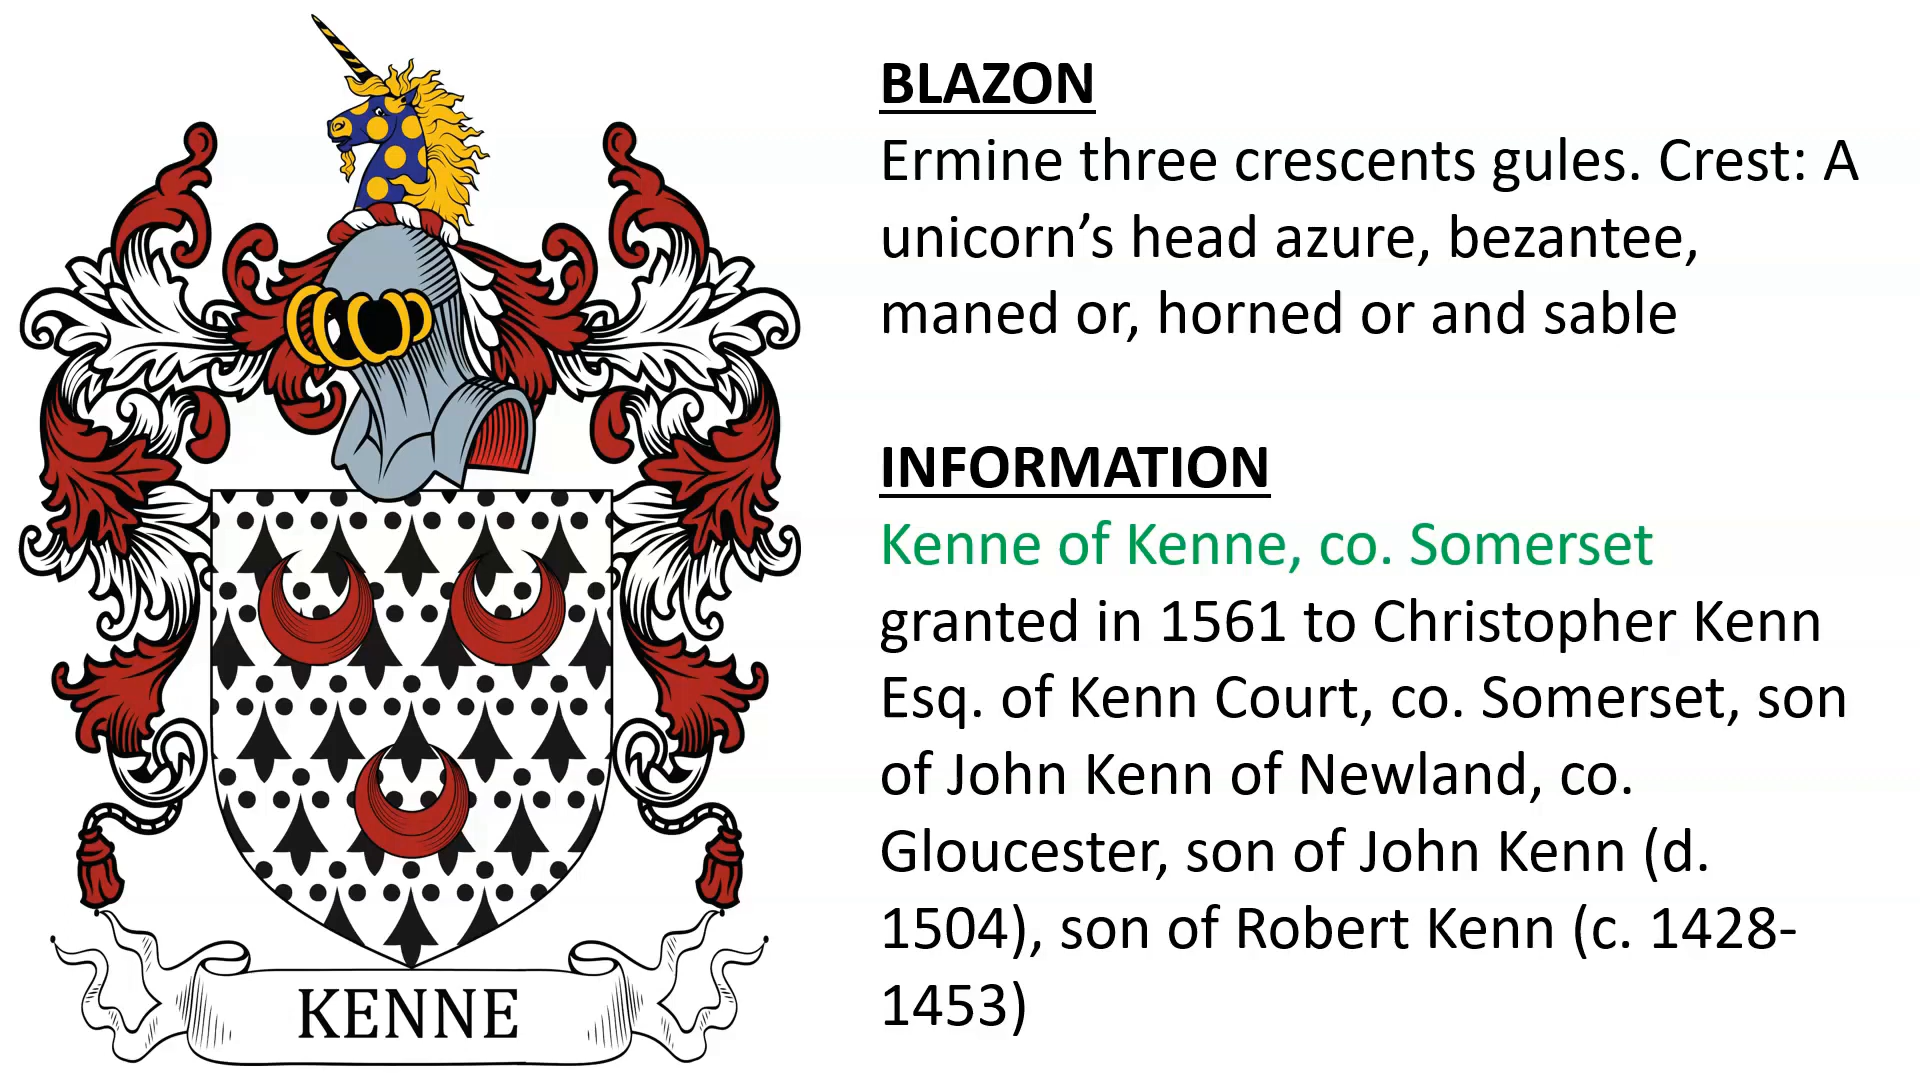 BLAZON
Ermine three crescents gules. Crest: A
unicorn’s head azure, bezantee,
maned or, horned or and sable
INFORMATION
Kenne of Kenne, co. Somerset
granted in 1561 to Christopher Kenn
Esq. of Kenn Court, co. Somerset, son
of John Kenn of Newland, co.
Gloucester, son of John Kenn (d.
1504), son of Robert Kenn (c. 1428-
1453)
KENNE